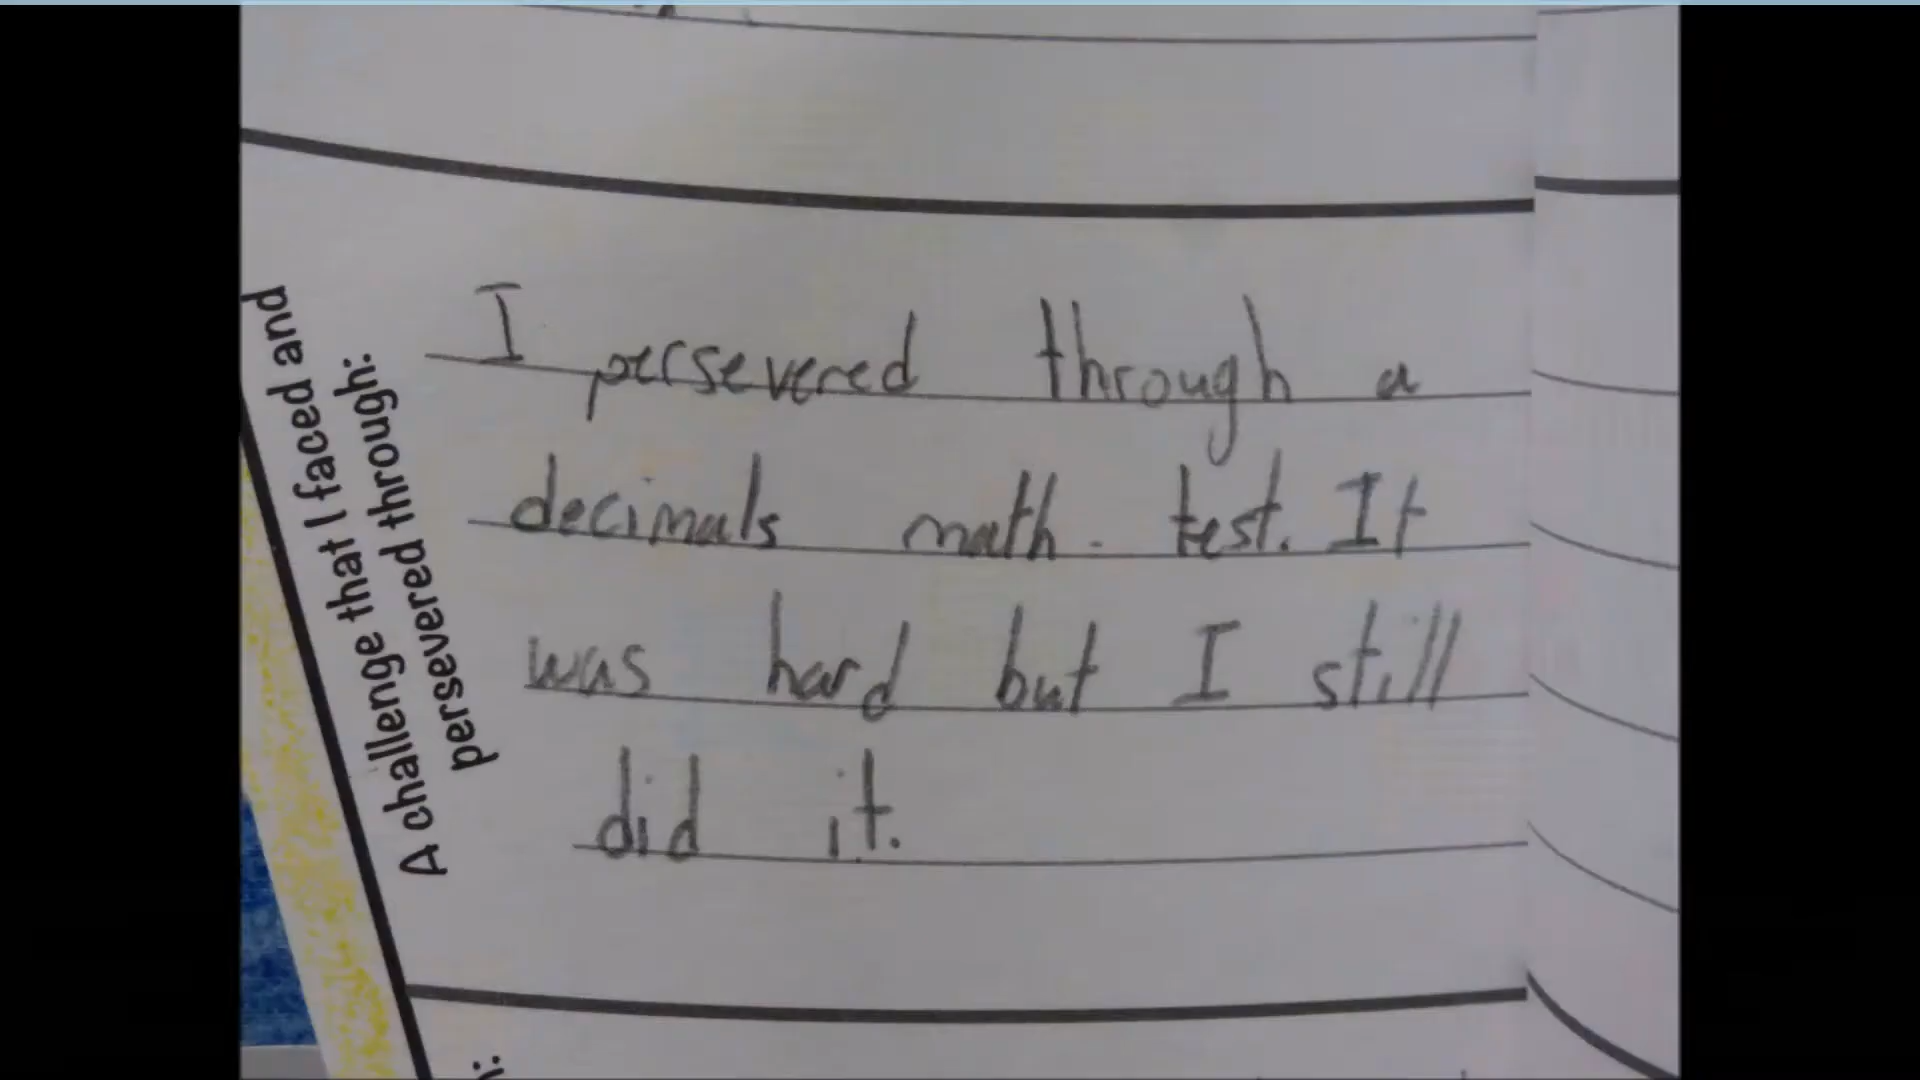 A challenge that I faced and
persevered through:
I persevered through a
decimals math test. It
was hard but I still
did it.